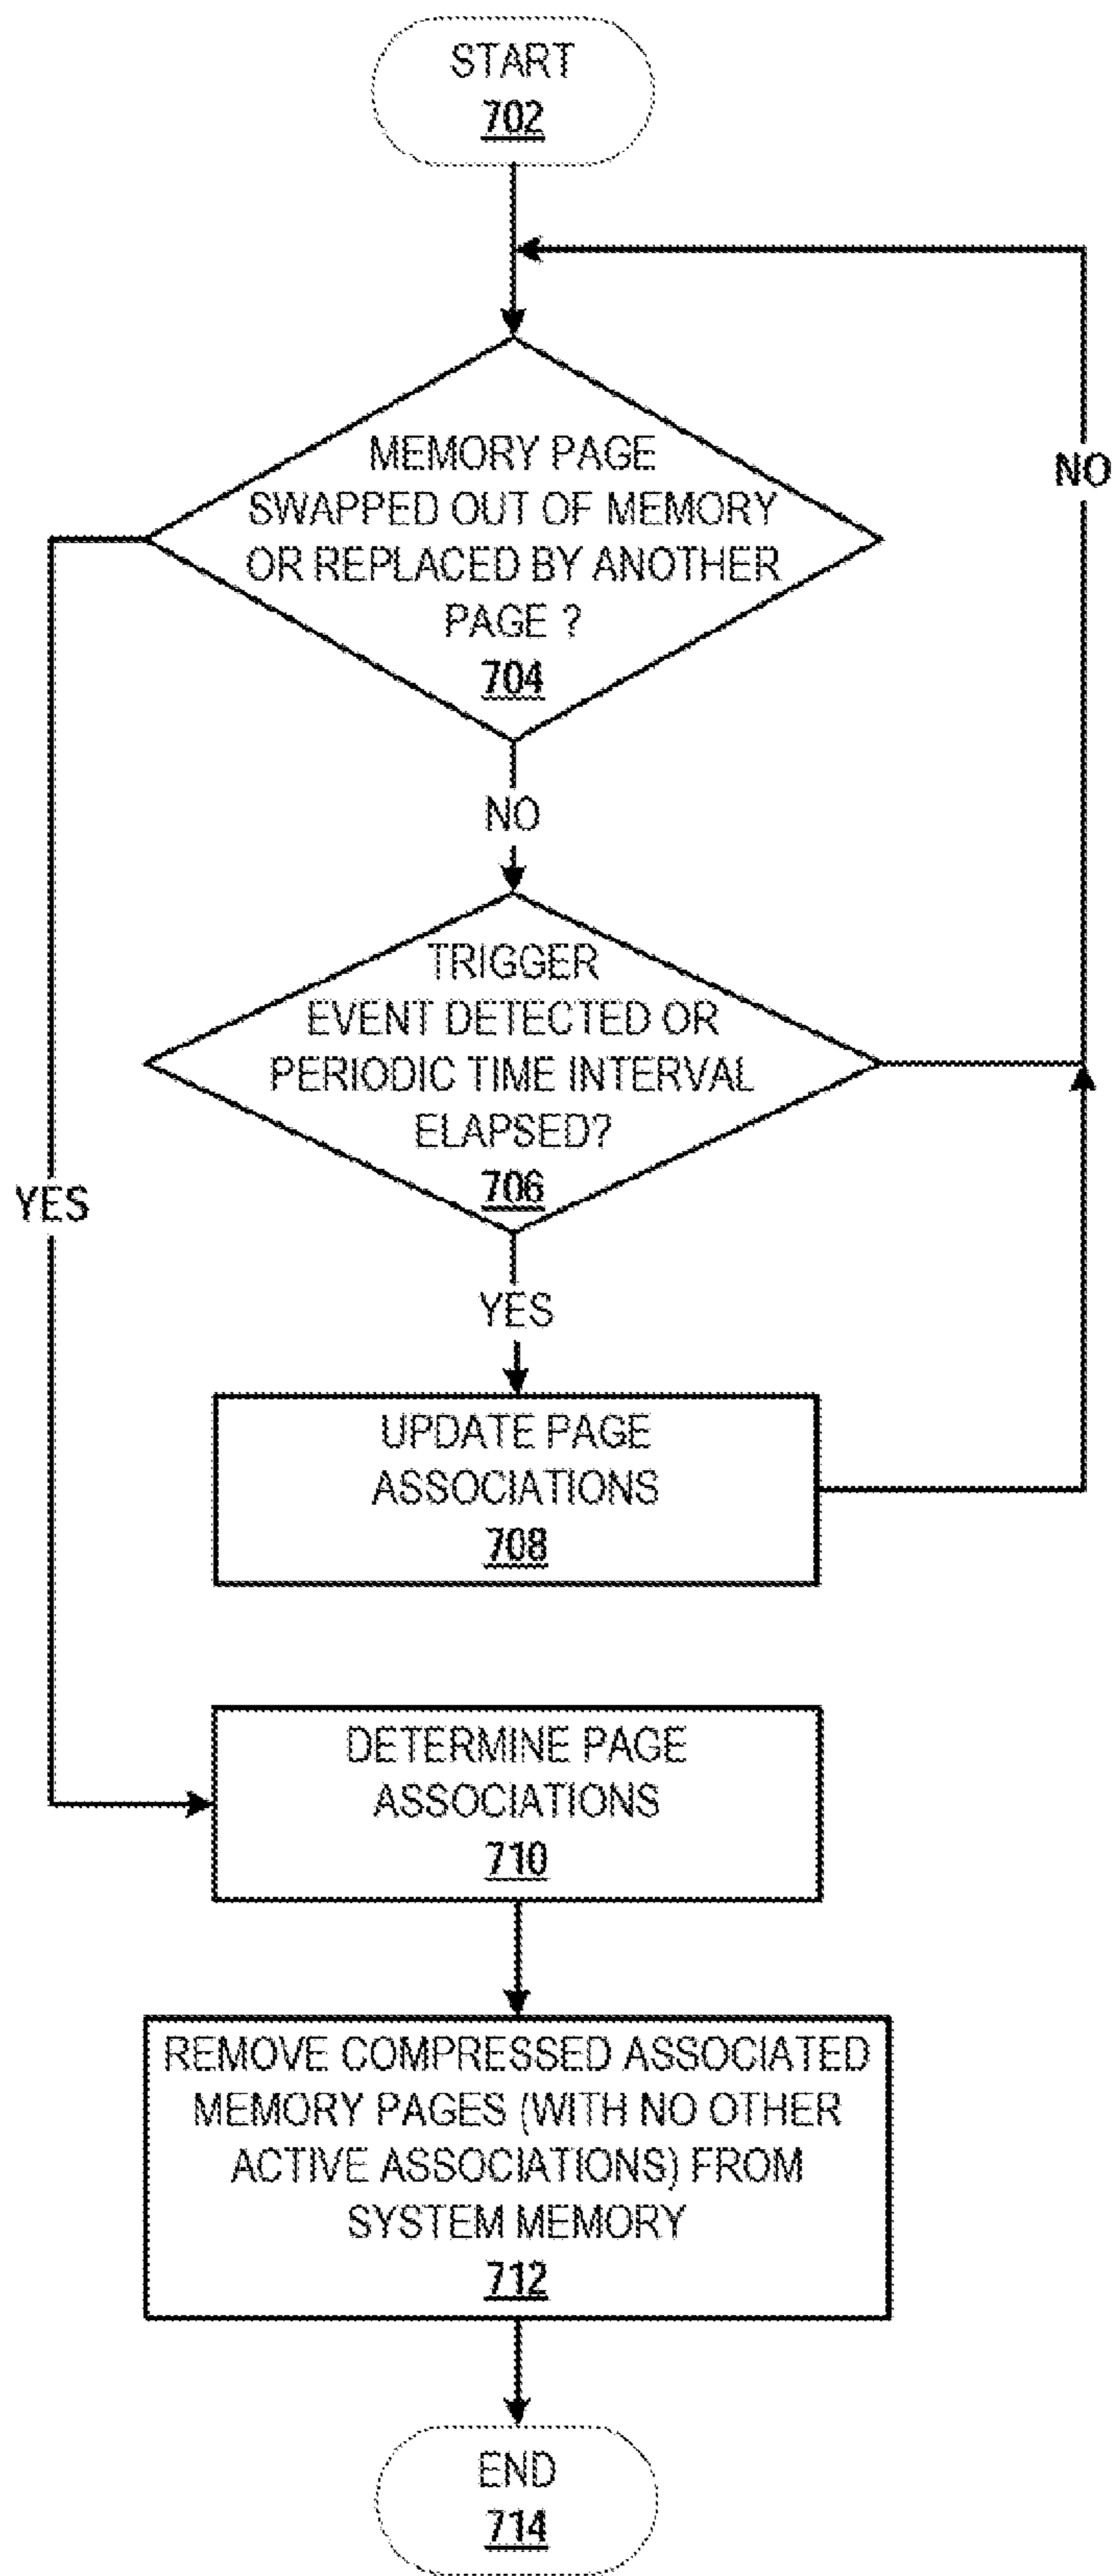 START
702
MEMORY PAGE
SWAPPED OUT OF MEMORY
OR REPLACED BY ANOTHER
PAGE ?
704
NO
NO
TRIGGER
EVENT DETECTED OR
PERIODIC TIME INTERVAL
ELAPSED?
706
YES
YES
UPDATE PAGE
ASSOCIATIONS
708
DETERMINE PAGE
ASSOCIATIONS
710
REMOVE COMPRESSED ASSOCIATED
MEMORY PAGES (WITH NO OTHER
ACTIVE ASSOCIATIONS) FROM
SYSTEM MEMORY
712
END
714